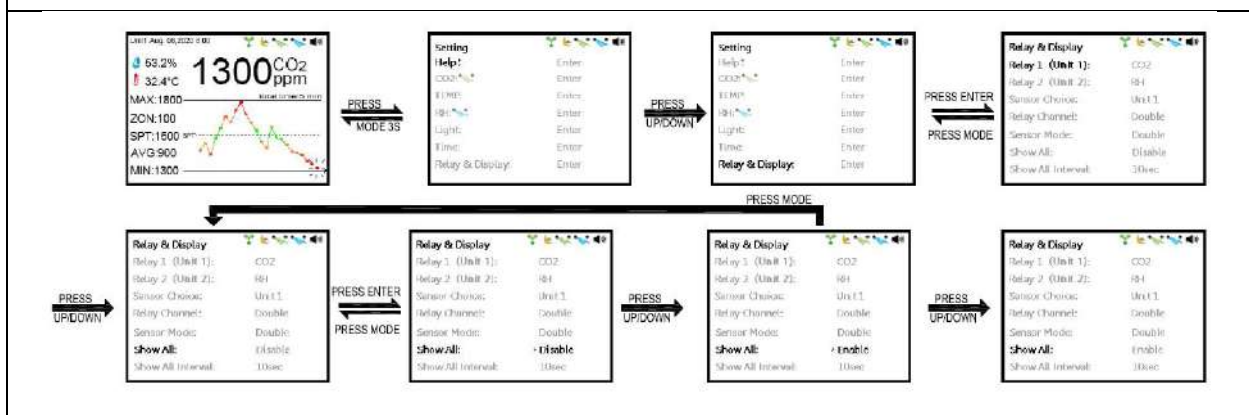 Unit1 Aug. 08,2020 8:00
53.2%
32.4°C
1300 CO2 ppm
MAX:1800
ZON:100
SPT:1500
SPT
AVG:900
MIN:1300
PRESS
MODE 3S
Setting
Help:
Enter
CO2:
Enter
TEMP:
Enter
RH:
Enter
Light:
Enter
Time:
Enter
Relay & Display:
Enter
PRESS
UP/DOWN
Setting
Help:
Enter
CO2:
Enter
TEMP:
Enter
RH:
Enter
Light:
Enter
Time:
Enter
Relay & Display:
Enter
PRESS ENTER
PRESS MODE
Relay & Display
Relay 1 (Unit 1):
CO2
Relay 2 (Unit 2):
RH
Sensor Choice:
Unit 1
Relay Channel:
Double
Sensor Mode:
Double
Show All:
Disable
Show All Interval:
10sec
PRESS MODE
PRESS
UP/DOWN
Relay & Display
Relay 1 (Unit 1):
CO2
Relay 2 (Unit 2):
RH
Sensor Choice:
Unit 1
Relay Channel:
Double
Sensor Mode:
Double
Show All:
Disable
Show All Interval:
10sec
PRESS ENTER
PRESS MODE
Relay & Display
Relay 1 (Unit 1):
CO2
Relay 2 (Unit 2):
RH
Sensor Choice:
Unit 1
Relay Channel:
Double
Sensor Mode:
Double
Show All:
Disable
Show All Interval:
10sec
PRESS
UP/DOWN
Relay & Display
Relay 1 (Unit 1):
CO2
Relay 2 (Unit 2):
RH
Sensor Choice:
Unit 1
Relay Channel:
Double
Sensor Mode:
Double
Show All:
Enable
Show All Interval:
10sec
PRESS
UP/DOWN
Relay & Display
Relay 1 (Unit 1):
CO2
Relay 2 (Unit 2):
RH
Sensor Choice:
Unit 1
Relay Channel:
Double
Sensor Mode:
Double
Show All:
Enable
Show All Interval:
10sec